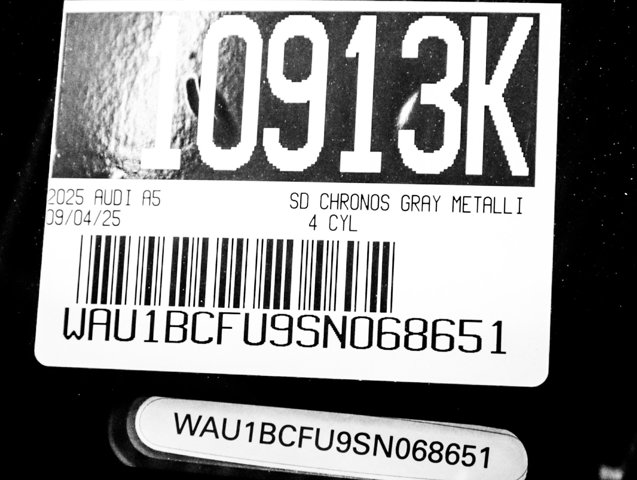 10913K
2025 AUDI A5 SD CHRONOS GRAY METALLI
09/04/25 4 CYL
WAU1BCFU9SN068651
WAU1BCFU9SN068651